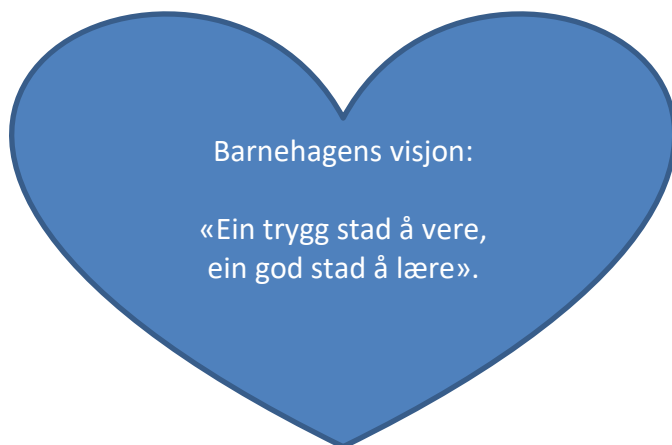 Barnehagens visjon:
«Ein trygg stad å vere,
ein god stad å lære».